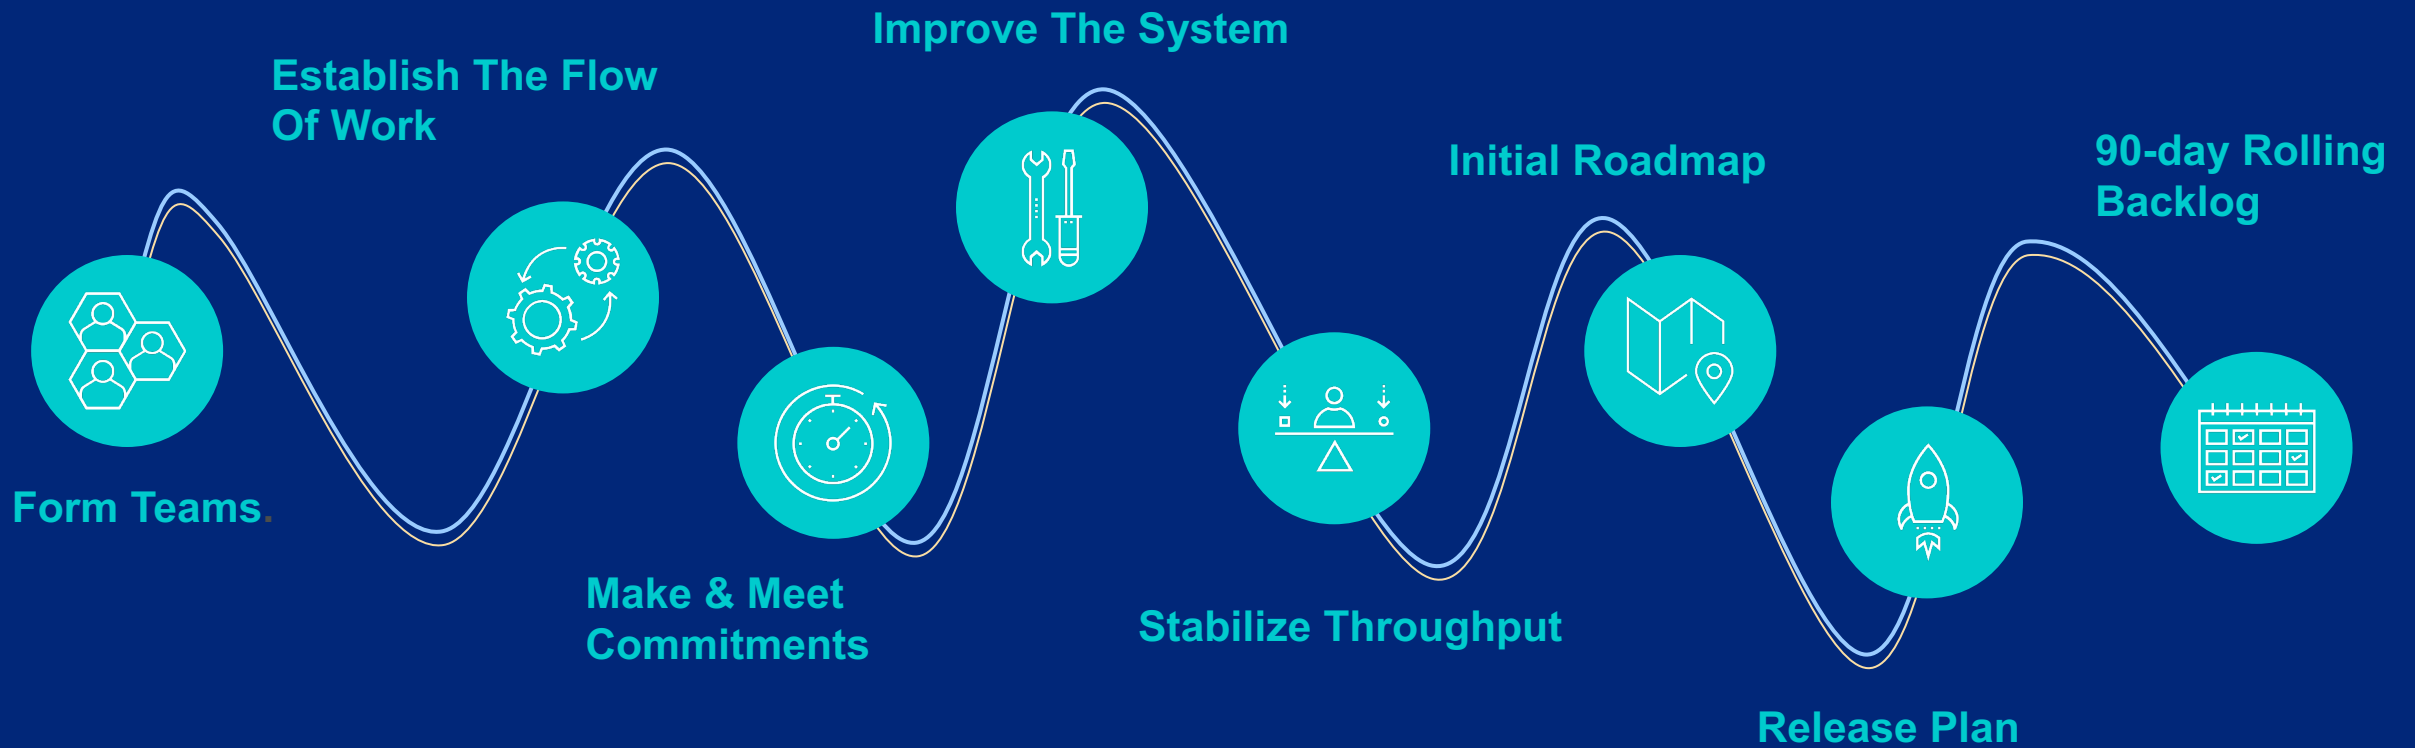 Form Teams.
Establish The Flow
Of Work
Make & Meet
Commitments
Improve The System
Stabilize Throughput
Initial Roadmap
Release Plan
90-day Rolling
Backlog